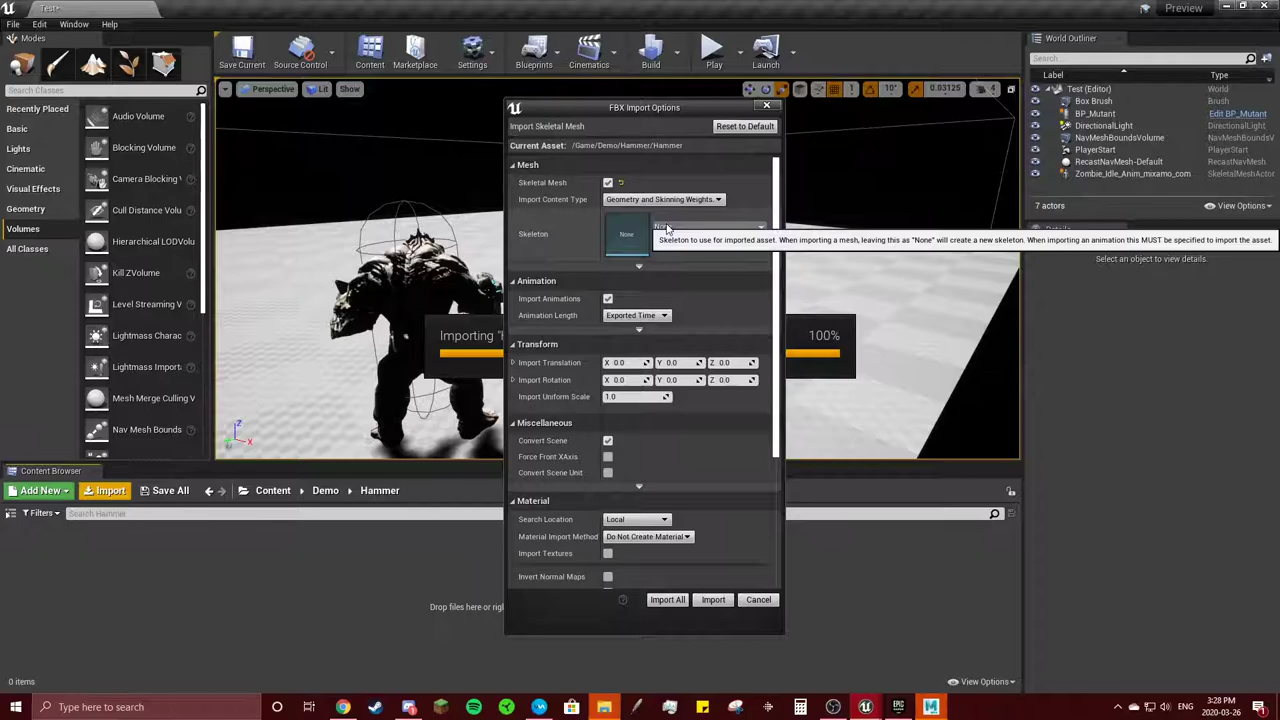 Test*
Preview
File Edit Window Help
Modes
Search Classes
Recently Placed
Basic
Lights
Cinematic
Visual Effects
Geometry
Volumes
All Classes
Audio Volume
Blocking Volume
Camera Blocking V
Cull Distance Volu
Hierarchical LODVolu
Kill ZVolume
Level Streaming V
Lightmass Charac
Lightmass Import
Mesh Merge Culling V
Nav Mesh Bounds
Save Current Source Control Content Marketplace Settings Blueprints Cinematics Build Play Launch
Perspective Lit Show
1 10° 0.03125 4
Importing "
100%
Z
X
FBX Import Options
Import Skeletal Mesh Reset to Default
Current Asset: /Game/Demo/Hammer/Hammer
Mesh
Skeletal Mesh
Import Content Type Geometry and Skinning Weights.
Skeleton None
Skeleton to use for imported asset. When importing a mesh, leaving this as "None" will create a new skeleton. When importing an animation this MUST be specified to import the asset.
Animation
Import Animations
Animation Length Exported Time
Transform
Import Translation X 0.0 Y 0.0 Z 0.0
Import Rotation X 0.0 Y 0.0 Z 0.0
Import Uniform Scale 1.0
Miscellaneous
Convert Scene
Force Front XAxis
Convert Scene Unit
Material
Search Location Local
Material Import Method Do Not Create Material
Import Textures
Invert Normal Maps
Import All Import Cancel
World Outliner
Search...
Label Type
Test (Editor) World
Box Brush Brush
BP_Mutant Edit BP_Mutant
DirectionalLight DirectionalLight
NavMeshBoundsVolume NavMeshBoundsVolume
PlayerStart PlayerStart
RecastNavMesh-Default RecastNavMesh
Zombie_Idle_Anim_mixamo_com SkeletalMeshActor
7 actors View Options
Select an object to view details.
Content Browser
Add New Import Save All Content Demo Hammer
Filters Search Hammer
Drop files here or righ
0 items View Options
Type here to search
3:28 PM
2020-03-26